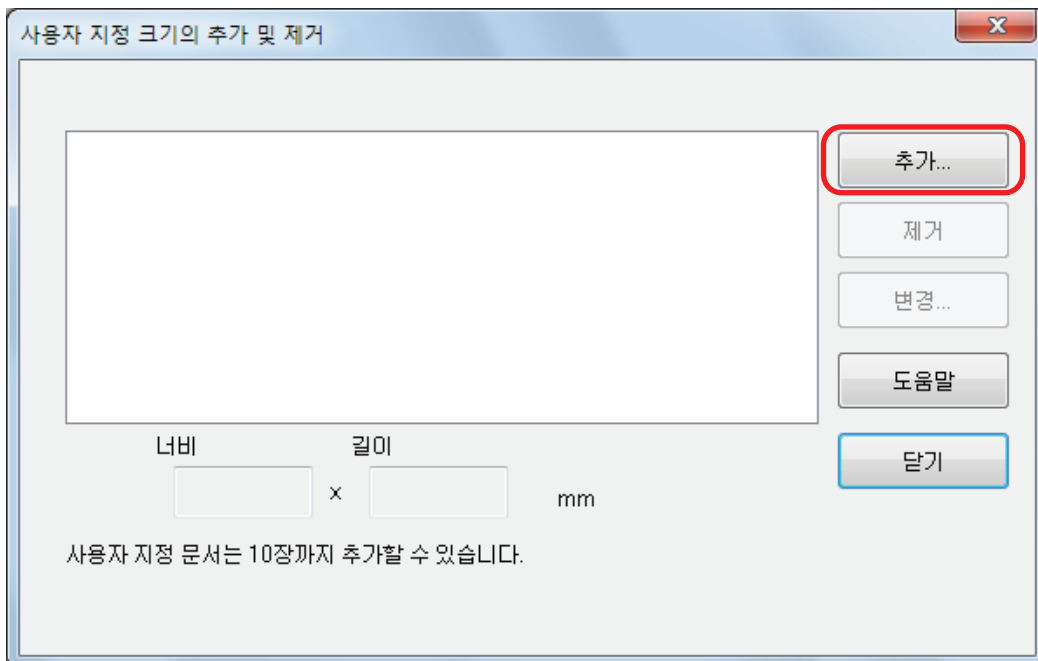 사용자 지정 크기의 추가 및 제거
추가...
제거
변경...
도움말
닫기
너비 길이
x mm
사용자 지정 문서는 10장까지 추가할 수 있습니다.